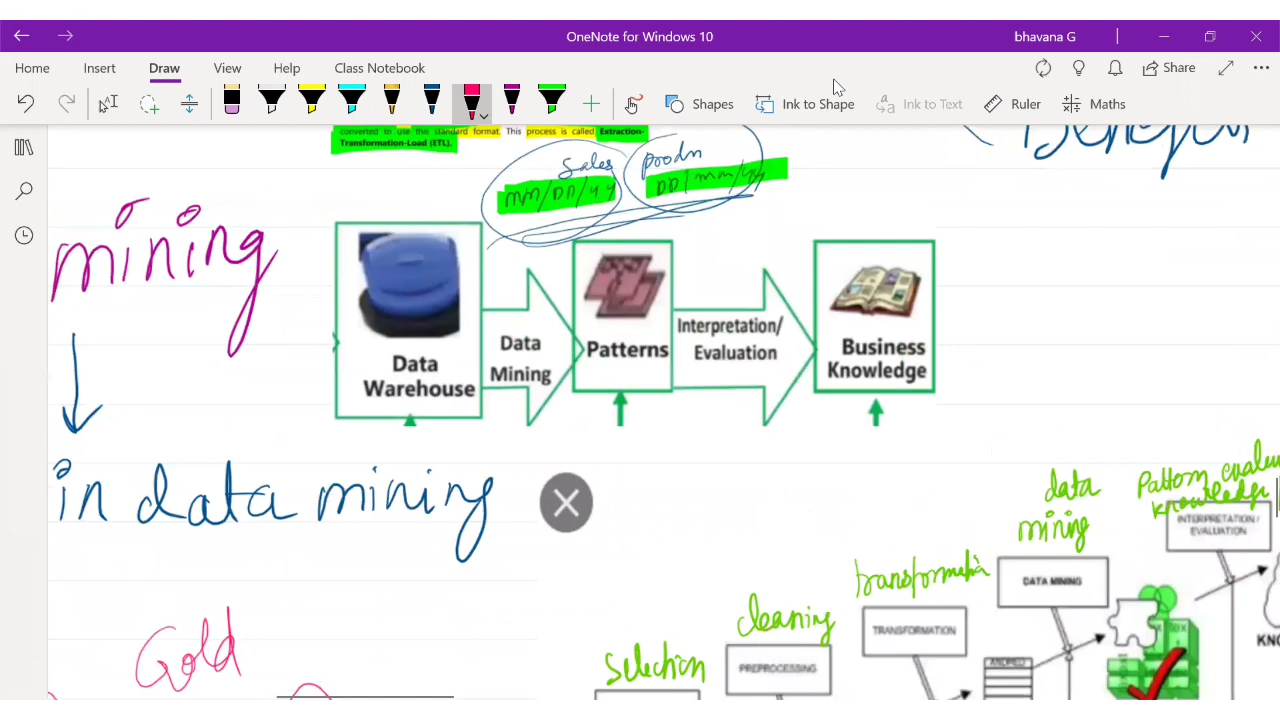 OneNote for Windows 10
bhavana G
Home Insert Draw View Help Class Notebook
Share
Shapes Ink to Shape Ink to Text Ruler Maths
converted to use this standard format. This process is called Extraction-
Transformation-Load (ETL).
Sales
MM/DD/YY
prodn
DD/mm/yy
mining
Data
Warehouse
Data
Mining
Patterns
Interpretation/
Evaluation
Business
Knowledge
in data mining
Gold
Selection
cleaning
PREPROCESSING
transformation
TRANSFORMATION
data
mining
DATA MINING
Pattern
knowledge
INTERPRETATION/
EVALUATION